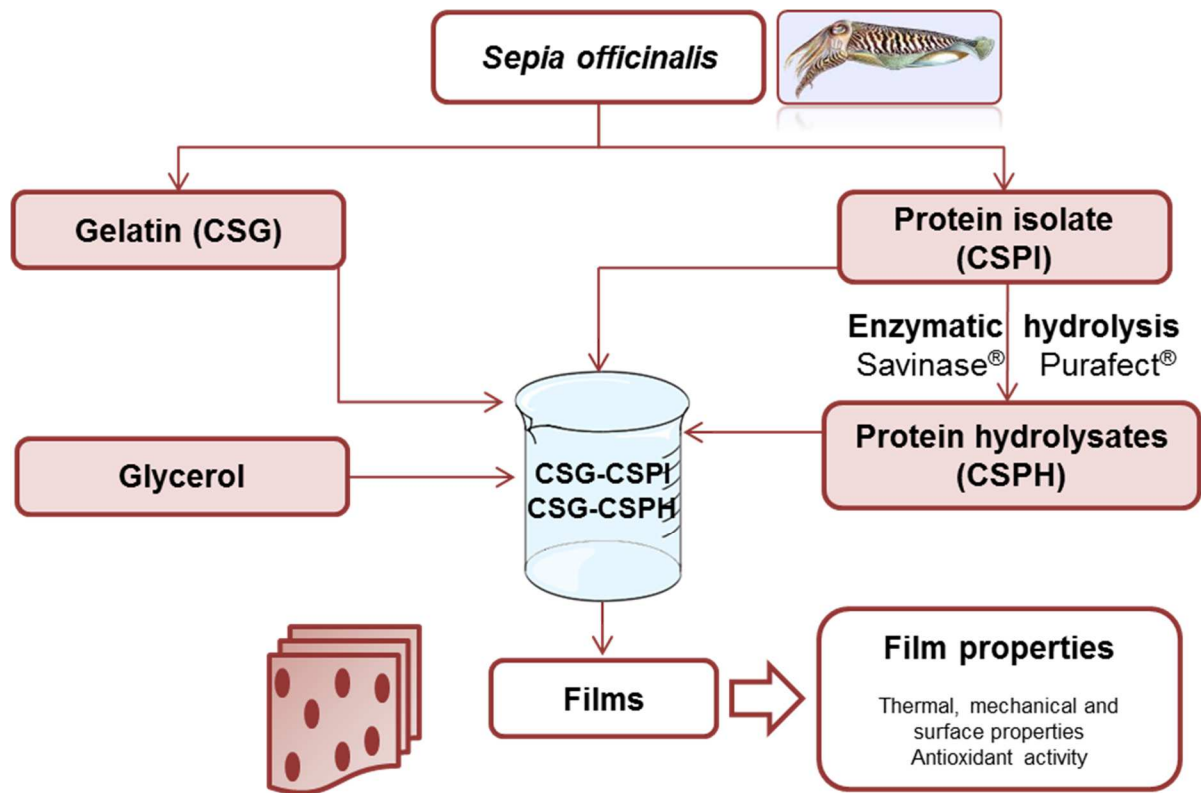 Sepia officinalis
Gelatin (CSG)
Protein isolate
(CSPI)
Enzymatic hydrolysis
Savinase® Purafect®
Protein hydrolysates
(CSPH)
Glycerol
CSG-CSPI
CSG-CSPH
Films
Film properties
Thermal, mechanical and
surface properties
Antioxidant activity